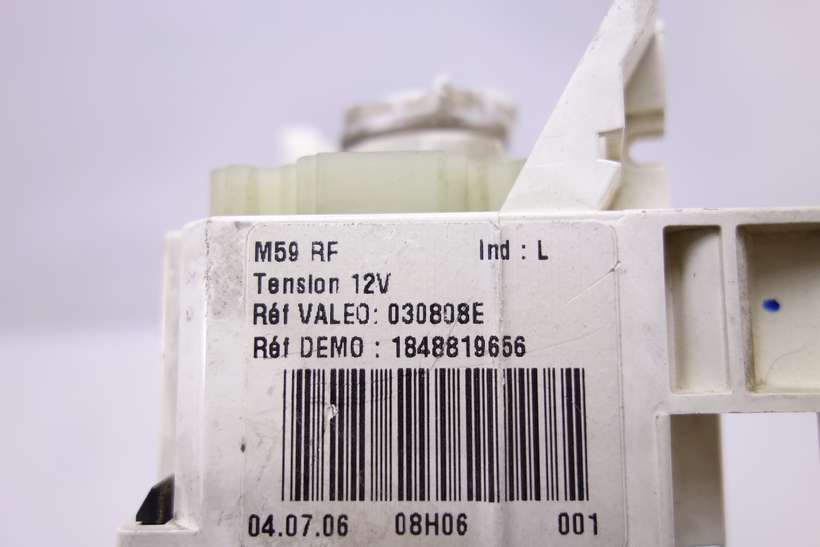 M59 RF Ind : L
Tension 12V
Réf VALEO: 030808E
Réf DEMO : 1848819656
04.07.06 08H06 001